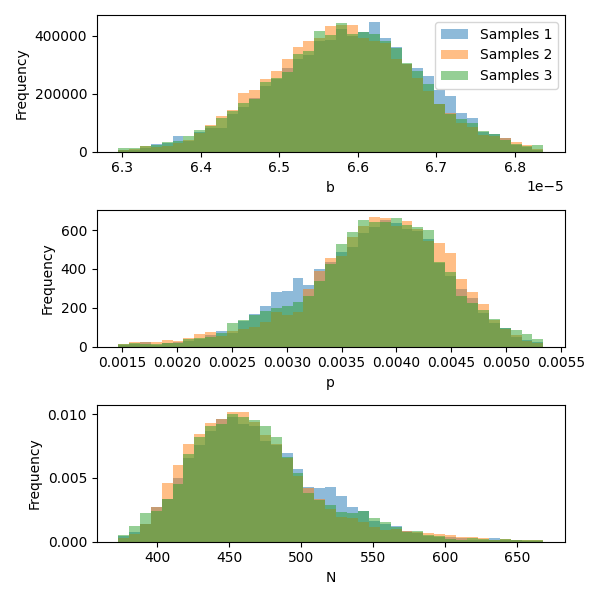 400000
200000
0
Frequency
Samples 1
Samples 2
Samples 3
6.3 6.4 6.5 6.6 6.7 6.8
1e−5
b
600
400
200
0
Frequency
0.0015 0.0020 0.0025 0.0030 0.0035 0.0040 0.0045 0.0050 0.0055
p
0.010
0.005
0.000
Frequency
400 450 500 550 600 650
N